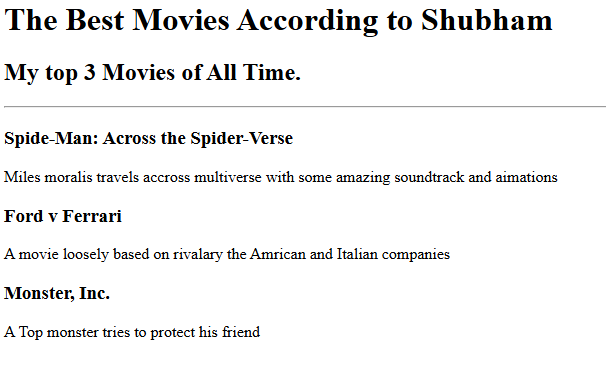 The Best Movies According to Shubham
My top 3 Movies of All Time.
Spide-Man: Across the Spider-Verse
Miles moralis travels accross multiverse with some amazing soundtrack and aimations
Ford v Ferrari
A movie loosely based on rivalary the Amrican and Italian companies
Monster, Inc.
A Top monster tries to protect his friend